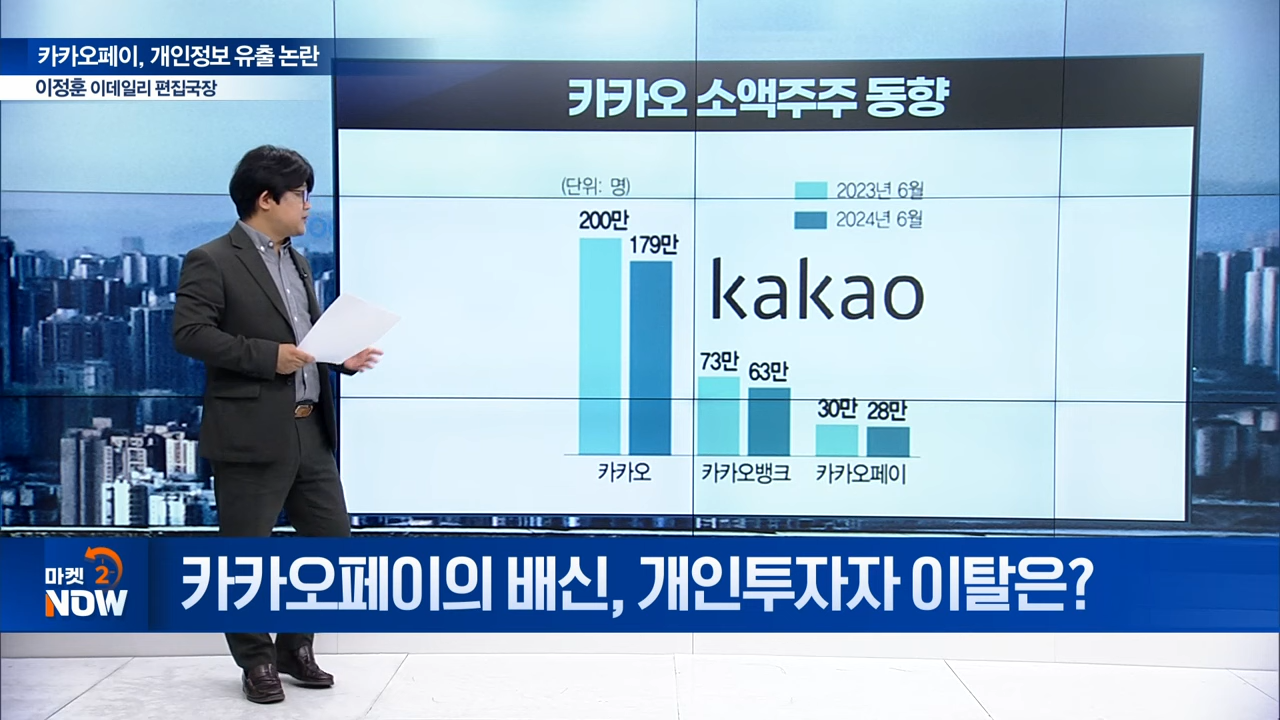 카카오페이, 개인정보 유출 논란
이정훈 이데일리 편집국장
카카오 소액주주 동향
(단위: 명)
2023년 6월
2024년 6월
200만
179만
kakao
73만
63만
30만
28만
카카오
카카오뱅크
카카오페이
마켓 2
NOW
카카오페이의 배신, 개인투자자 이탈은?